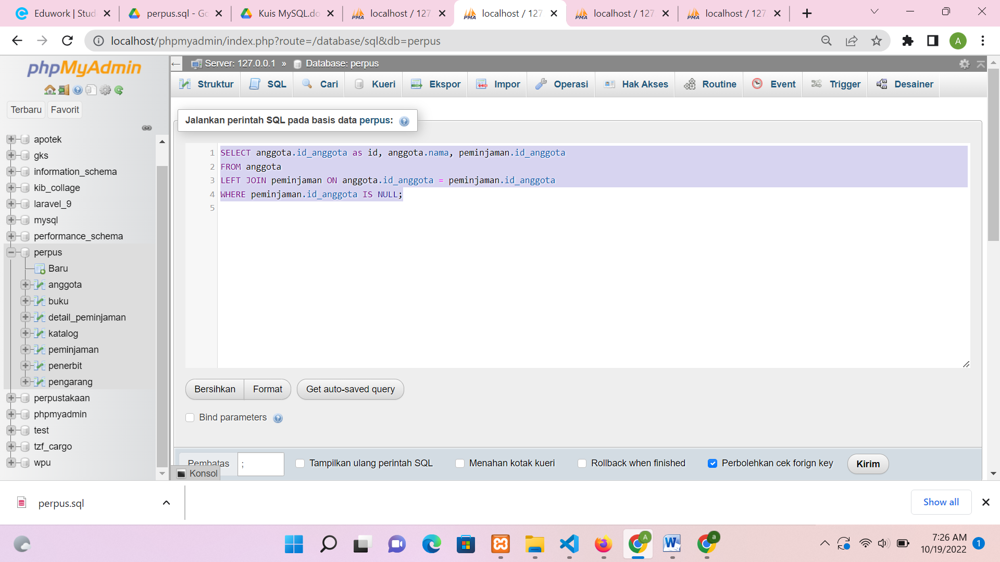 Eduwork | Stud
perpus.sql - Go
Kuis MySQL.do
localhost / 127
localhost / 127
localhost / 127
localhost / 127
localhost/phpmyadmin/index.php?route=/database/sql&db=perpus
A
phpMyAdmin
Terbaru
Favorit
apotek
gks
information_schema
kib_collage
laravel_9
mysql
performance_schema
perpus
Baru
anggota
buku
detail_peminjaman
katalog
peminjaman
penerbit
pengarang
perpustakaan
phpmyadmin
test
tzf_cargo
wpu
Server: 127.0.0.1 » Database: perpus
Struktur
SQL
Cari
Kueri
Ekspor
Impor
Operasi
Hak Akses
Routine
Event
Trigger
Desainer
Jalankan perintah SQL pada basis data perpus:
1 SELECT anggota.id_anggota as id, anggota.nama, peminjaman.id_anggota
2 FROM anggota
3 LEFT JOIN peminjaman ON anggota.id_anggota = peminjaman.id_anggota
4 WHERE peminjaman.id_anggota IS NULL;
5
Bersihkan
Format
Get auto-saved query
Bind parameters
Pembatas ;
Tampilkan ulang perintah SQL
Menahan kotak kueri
Rollback when finished
Perbolehkan cek forign key
Kirim
Konsol
perpus.sql
Show all
7:26 AM
10/19/2022
1